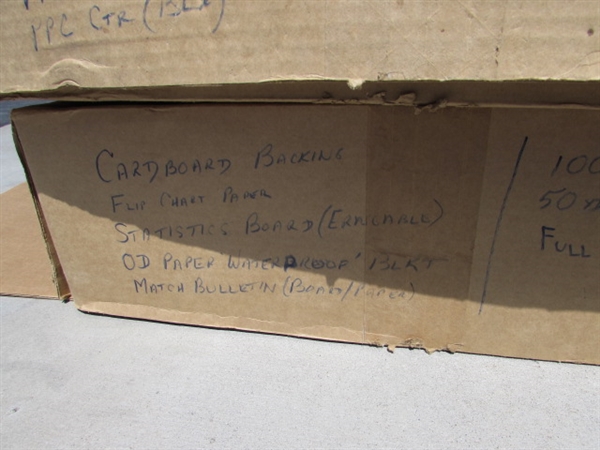 PPC CTR (BLK)
CARDBOARD BACKING
FLIP CHART PAPER
STATISTICS BOARD (ERASABLE)
OD PAPER WATERPROOF BLKT
MATCH BULLETIN (BOARD/PAPER)
100
50
FULL